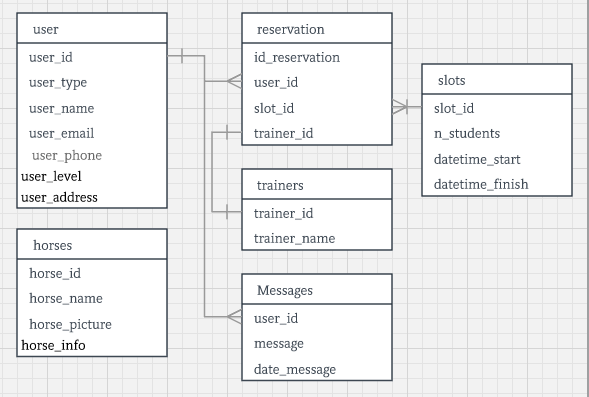 user
user_id
user_type
user_name
user_email
user_phone
user_level
user_address
horses
horse_id
horse_name
horse_picture
horse_info
reservation
id_reservation
user_id
slot_id
trainer_id
trainers
trainer_id
trainer_name
Messages
user_id
message
date_message
slots
slot_id
n_students
datetime_start
datetime_finish